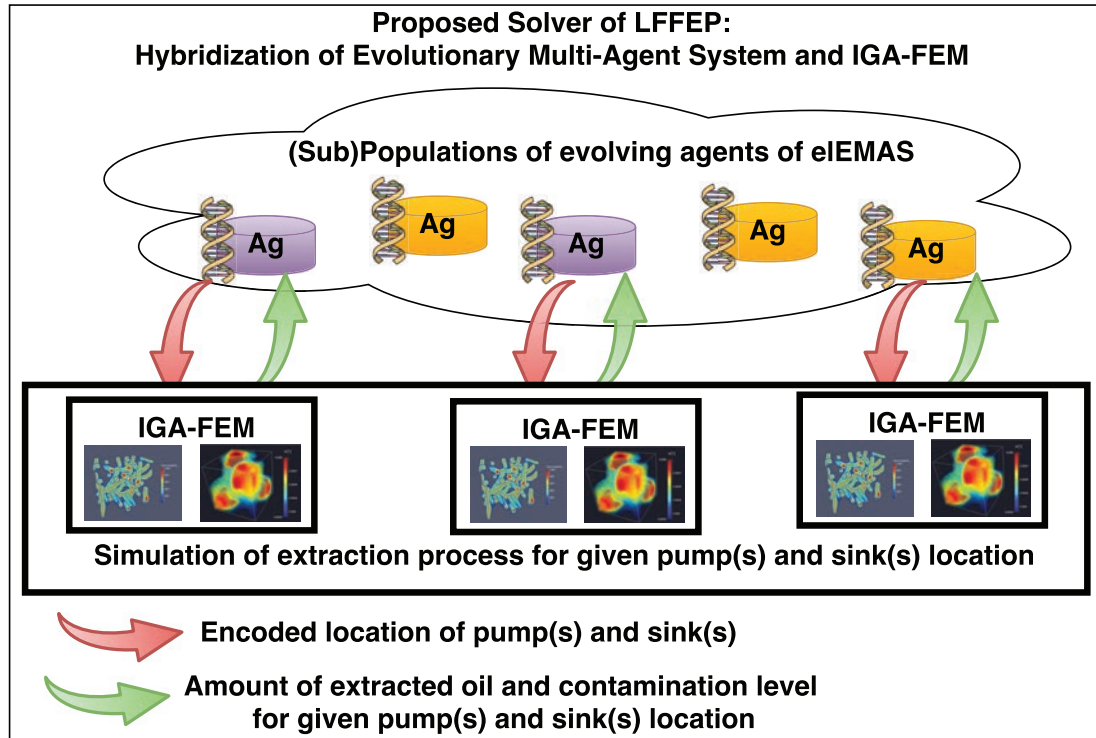 Proposed Solver of LFFEP:
Hybridization of Evolutionary Multi-Agent System and IGA-FEM
(Sub)Populations of evolving agents of elEMAS
Ag
Ag
Ag
Ag
Ag
IGA-FEM
IGA-FEM
IGA-FEM
Simulation of extraction process for given pump(s) and sink(s) location
Encoded location of pump(s) and sink(s)
Amount of extracted oil and contamination level
for given pump(s) and sink(s) location